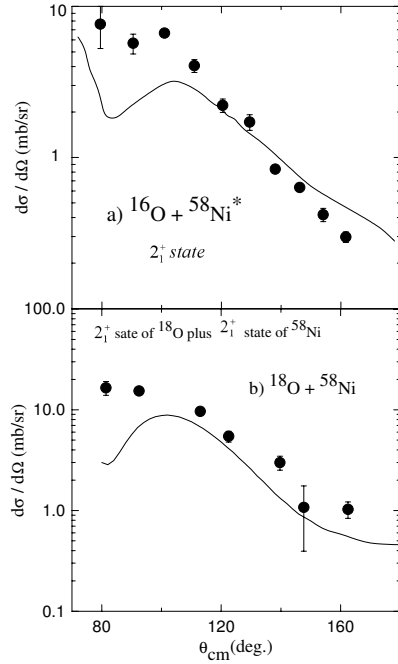 10
1
dσ / dΩ (mb/sr)
a) ¹⁶O + ⁵⁸Ni*
2₁⁺ state
100.0
2₁⁺ sate of ¹⁸O plus 2₁⁺ state of ⁵⁸Ni
b) ¹⁸O + ⁵⁸Ni
10.0
dσ / dΩ (mb/sr)
1.0
0.1
80 120 160
θcm(deg.)